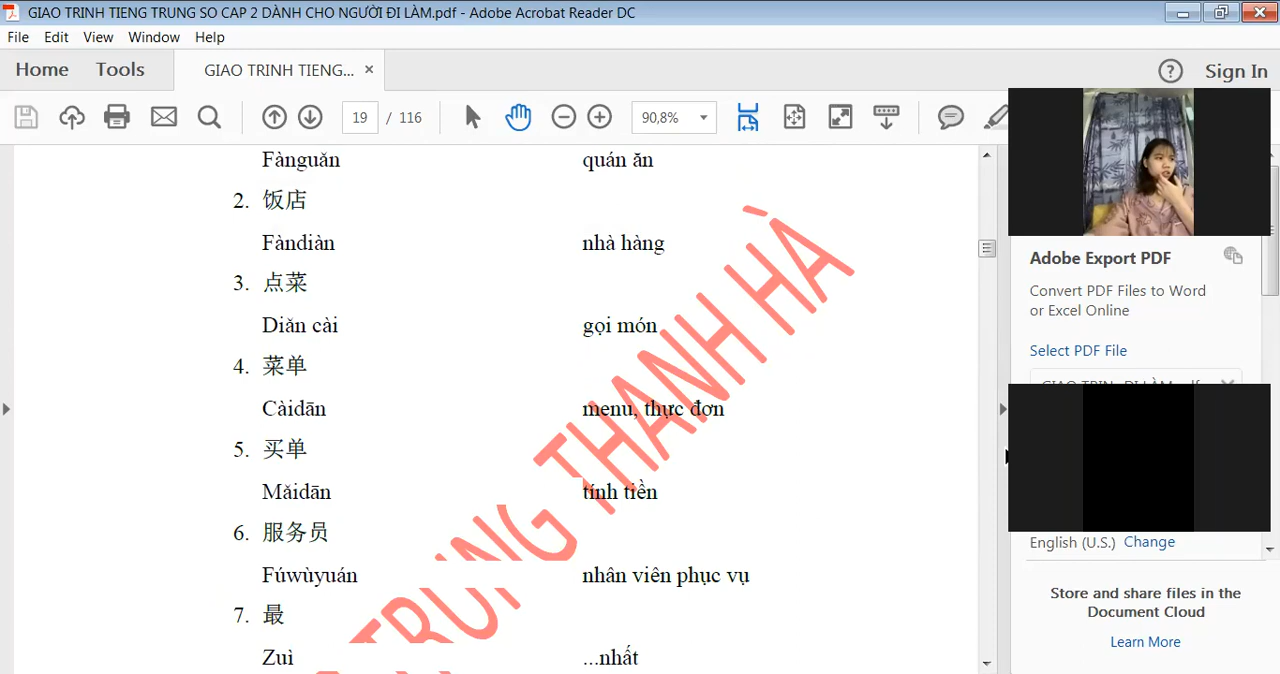 GIAO TRINH TIENG TRUNG SO CAP 2 DÀNH CHO NGƯỜI ĐI LÀM.pdf - Adobe Acrobat Reader DC
File Edit View Window Help
Home Tools GIAO TRINH TIENG... × Sign In
19 / 116 90,8%
Fànguǎn quán ăn
2. 饭店
Fàndiàn nhà hàng
3. 点菜
Diǎn cài gọi món
4. 菜单
Càidān menu, thực đơn
5. 买单
Mǎidān tính tiền
6. 服务员
Fúwùyuán nhân viên phục vụ
7. 最
Zuì ...nhất
TRUNG THANH HÀ
Adobe Export PDF
Convert PDF Files to Word
or Excel Online
Select PDF File
English (U.S.) Change
Store and share files in the
Document Cloud
Learn More